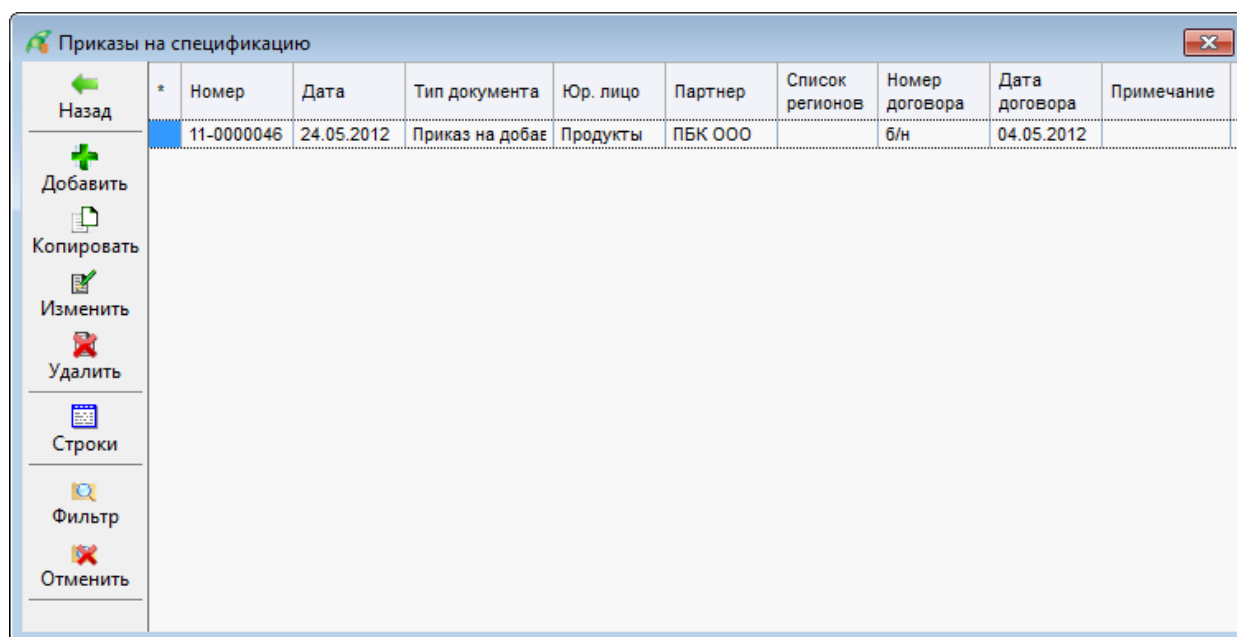 Приказы на спецификацию
Назад
Добавить
Копировать
Изменить
Удалить
Строки
Фильтр
Отменить
* Номер Дата Тип документа Юр. лицо Партнер Список регионов Номер договора Дата договора Примечание
11-0000046 24.05.2012 Приказ на добав Продукты ПБК ООО б/н 04.05.2012